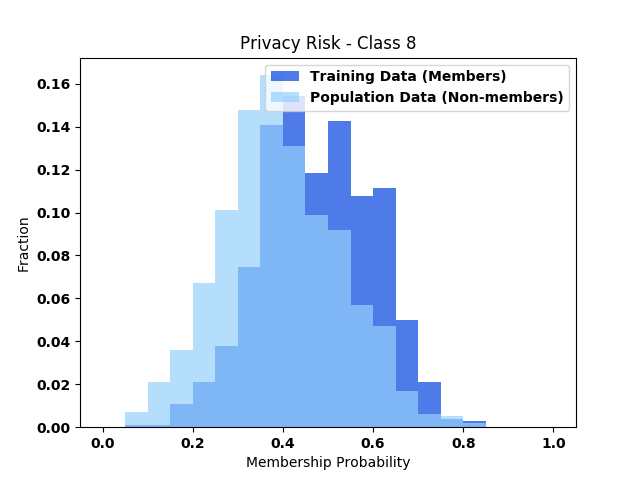 Privacy Risk - Class 8
Training Data (Members)
Population Data (Non-members)
0.16
0.14
0.12
0.10
0.08
0.06
0.04
0.02
0.00
Fraction
0.0 0.2 0.4 0.6 0.8 1.0
Membership Probability